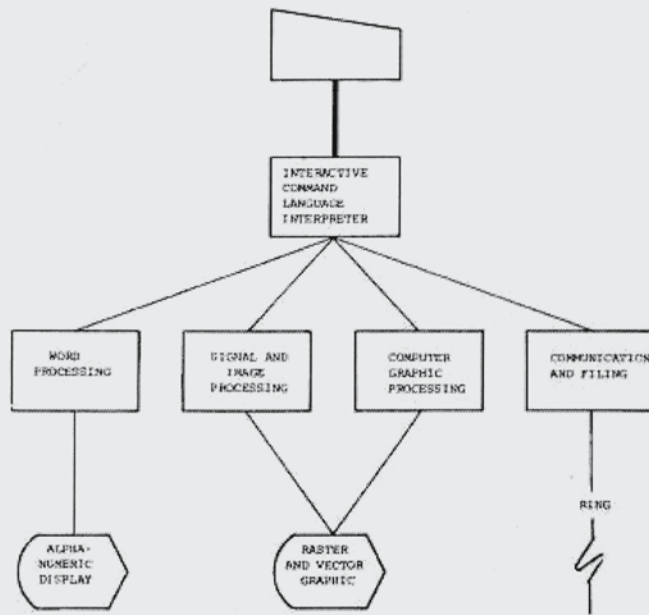 INTERACTIVE
COMMAND
LANGUAGE
INTERPRETER
WORD
PROCESSING
SIGNAL AND
IMAGE
PROCESSING
COMPUTER
GRAPHIC
PROCESSING
COMMUNICATION
AND FILING
RING
ALPHA-
NUMERIC
DISPLAY
RASTER
AND VECTOR
GRAPHIC